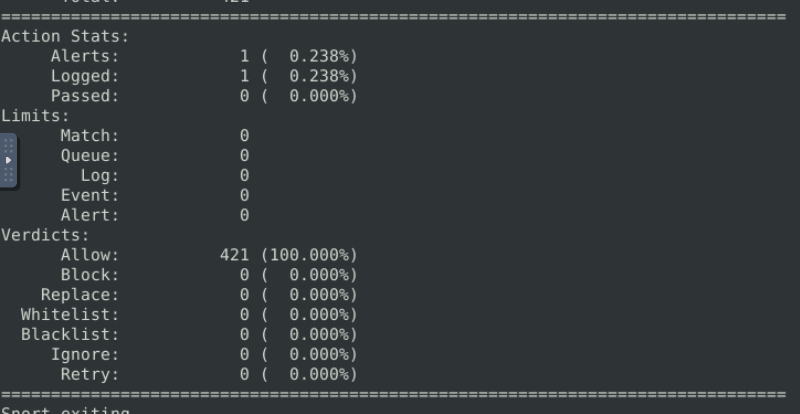 Total: 421
===============================================================================
Action Stats:
     Alerts:            1 (  0.238%)
     Logged:            1 (  0.238%)
     Passed:            0 (  0.000%)
Limits:
      Match:            0
      Queue:            0
        Log:            0
      Event:            0
      Alert:            0
Verdicts:
      Allow:          421 (100.000%)
      Block:            0 (  0.000%)
    Replace:            0 (  0.000%)
  Whitelist:            0 (  0.000%)
  Blacklist:            0 (  0.000%)
     Ignore:            0 (  0.000%)
      Retry:            0 (  0.000%)
===============================================================================
Snort exiting